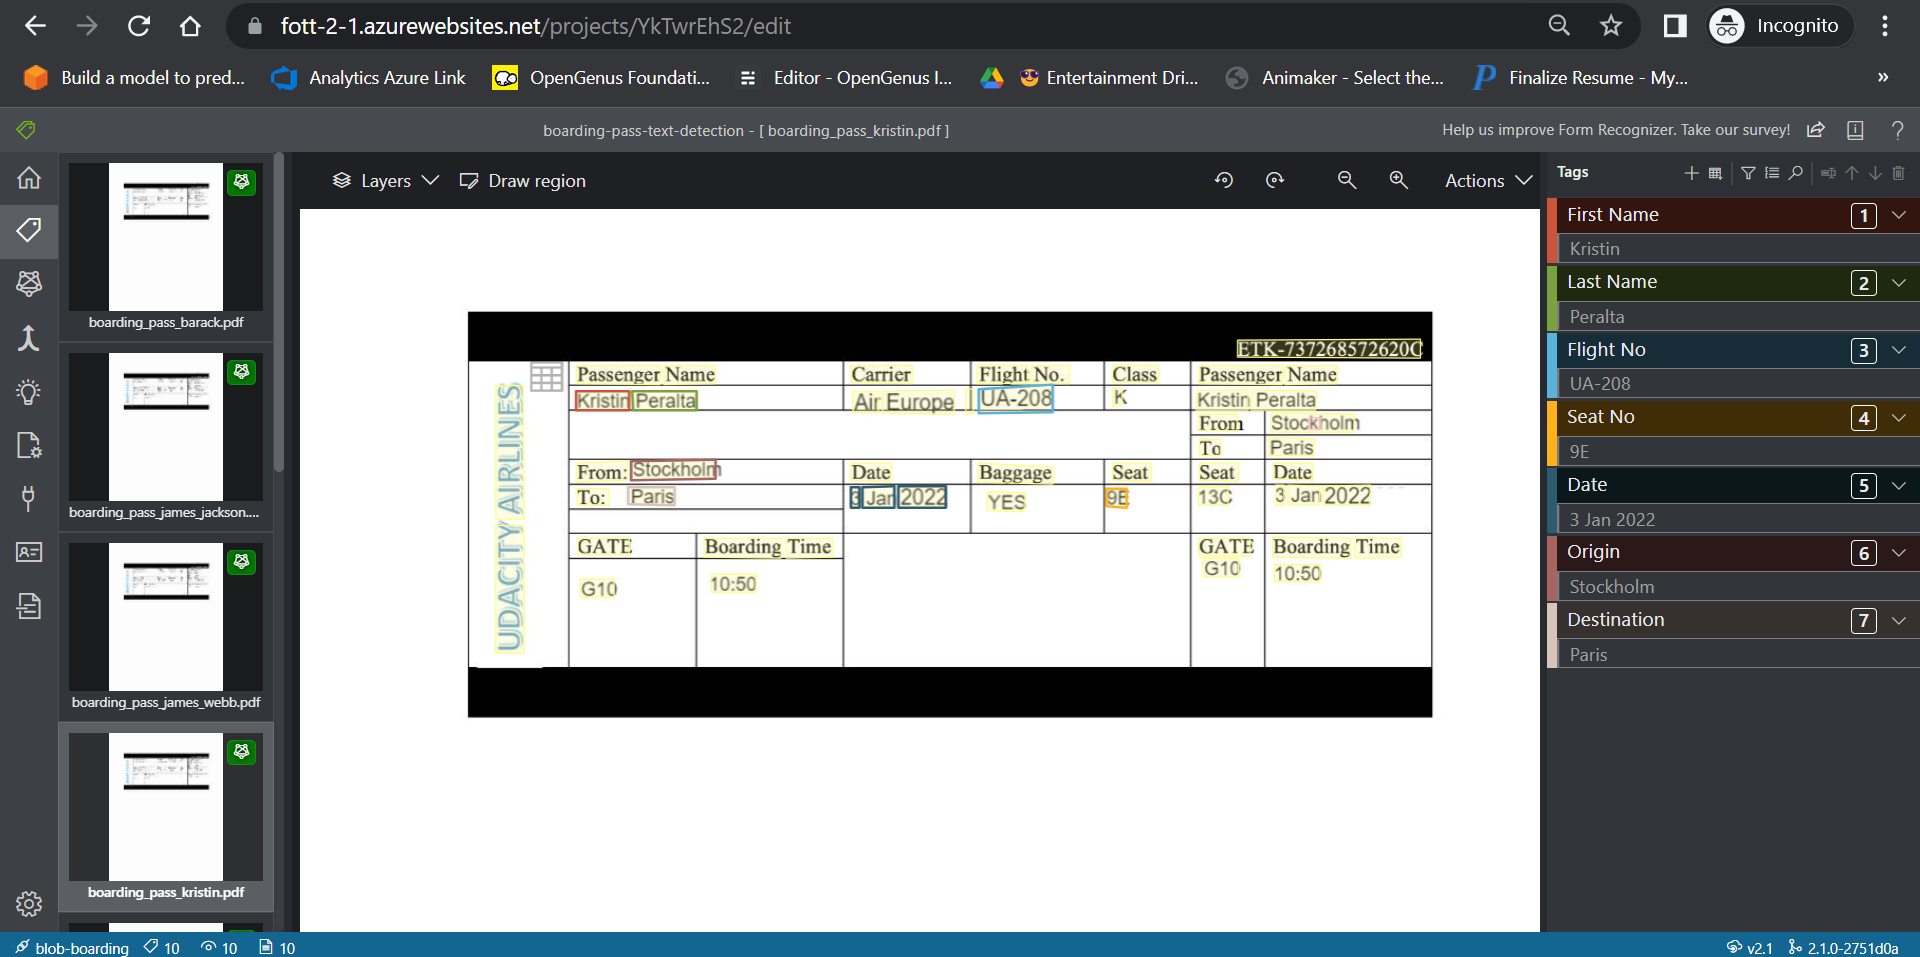 fott-2-1.azurewebsites.net/projects/YkTwrEhS2/edit
Incognito
Build a model to pred...
Analytics Azure Link
OpenGenus Foundati...
Editor - OpenGenus I...
Entertainment Dri...
Animaker - Select the...
Finalize Resume - My...
»
boarding-pass-text-detection - [ boarding_pass_kristin.pdf ]
Help us improve Form Recognizer. Take our survey!
?
boarding_pass_barack.pdf
boarding_pass_james_jackson....
boarding_pass_james_webb.pdf
boarding_pass_kristin.pdf
Layers
Draw region
Actions
ETK-737268572620C
UDACITY AIRLINES
Passenger Name Carrier Flight No. Class Passenger Name
Kristin Peralta Air Europe UA-208 K Kristin Peralta
From Stockholm
To Paris
From: Stockholm Date Baggage Seat Seat Date
To: Paris 3 Jan 2022 YES 9E 13C 3 Jan 2022
GATE Boarding Time GATE Boarding Time
G10 10:50 G10 10:50
Tags
First Name 1
Kristin
Last Name 2
Peralta
Flight No 3
UA-208
Seat No 4
9E
Date 5
3 Jan 2022
Origin 6
Stockholm
Destination 7
Paris
blob-boarding 10 10 10
v2.1 2.1.0-2751d0a